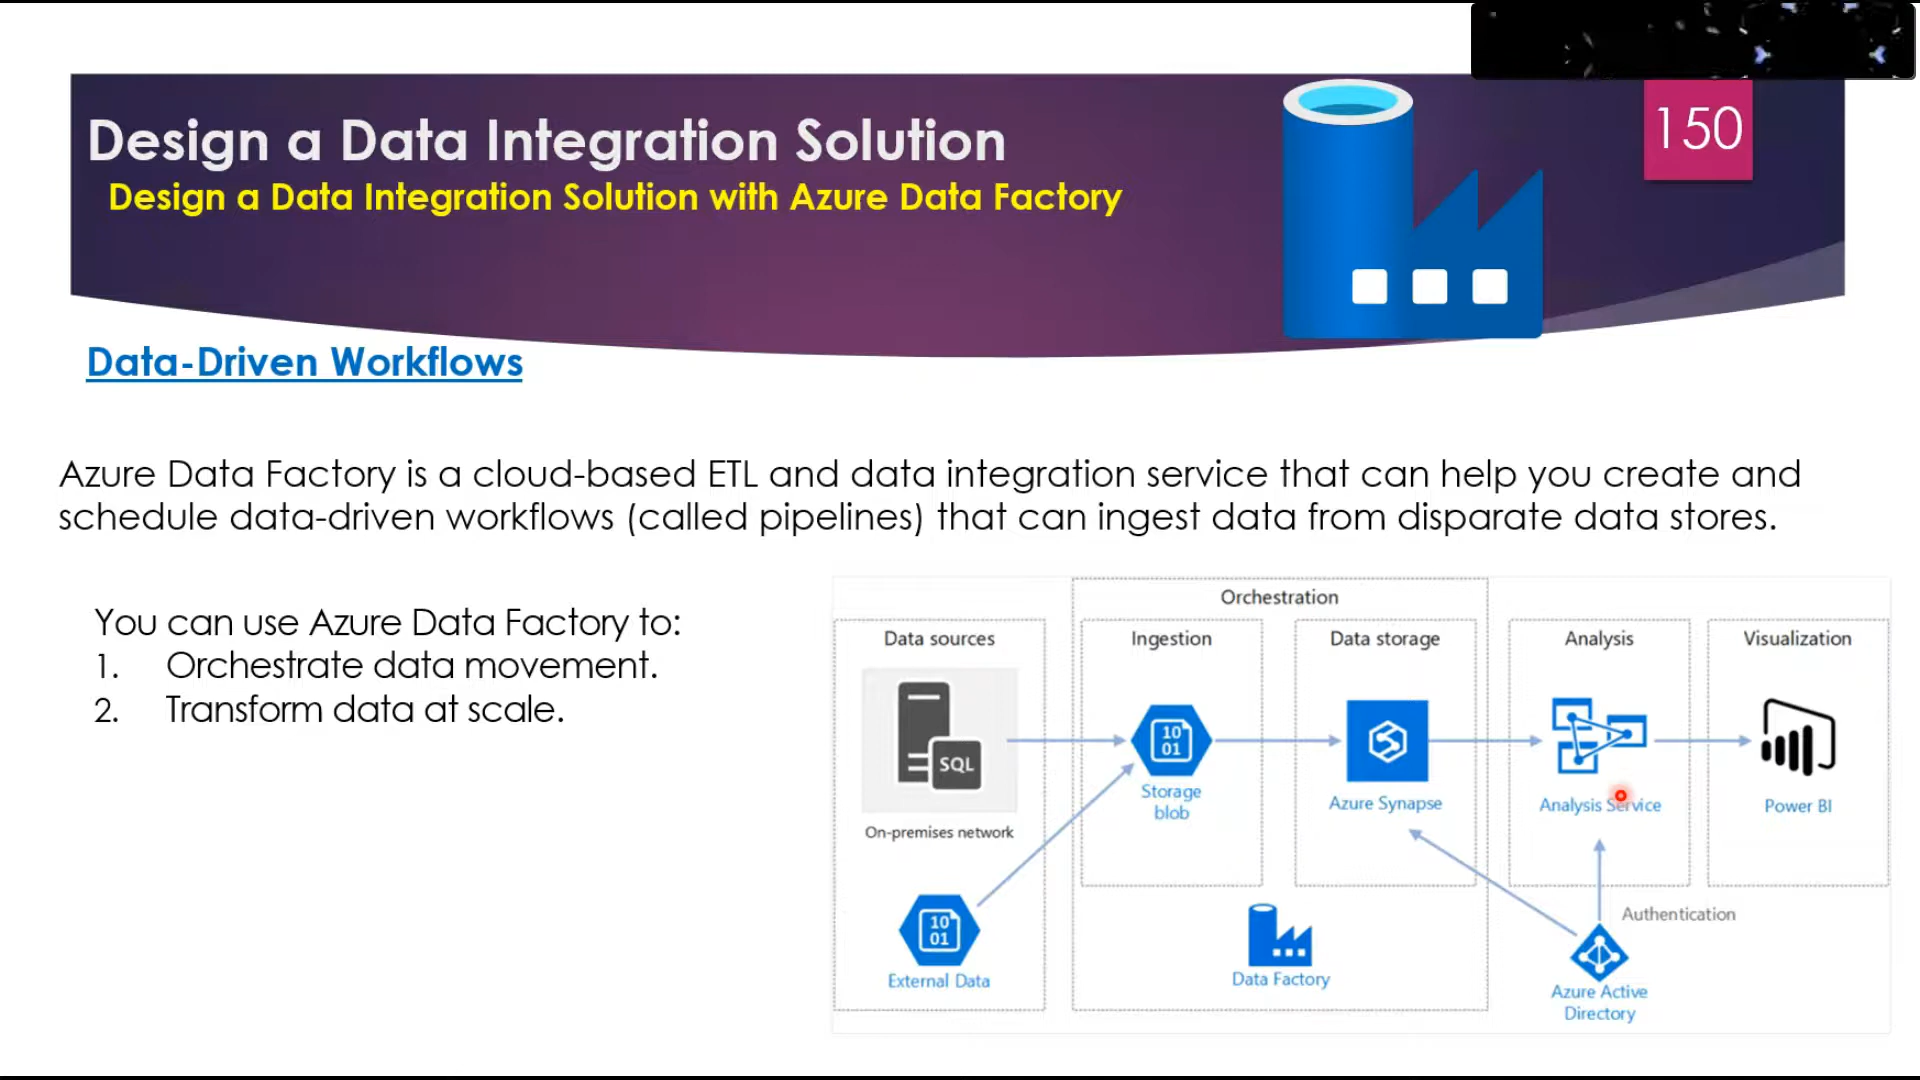 Design a Data Integration Solution
Design a Data Integration Solution with Azure Data Factory
150
Data-Driven Workflows
Azure Data Factory is a cloud-based ETL and data integration service that can help you create and
schedule data-driven workflows (called pipelines) that can ingest data from disparate data stores.
You can use Azure Data Factory to:
1. Orchestrate data movement.
2. Transform data at scale.
Orchestration
Data sources
Ingestion
Data storage
Analysis
Visualization
SQL
On-premises network
10
01
Storage
blob
Azure Synapse
Analysis Service
Power BI
10
01
External Data
Data Factory
Authentication
Azure Active
Directory